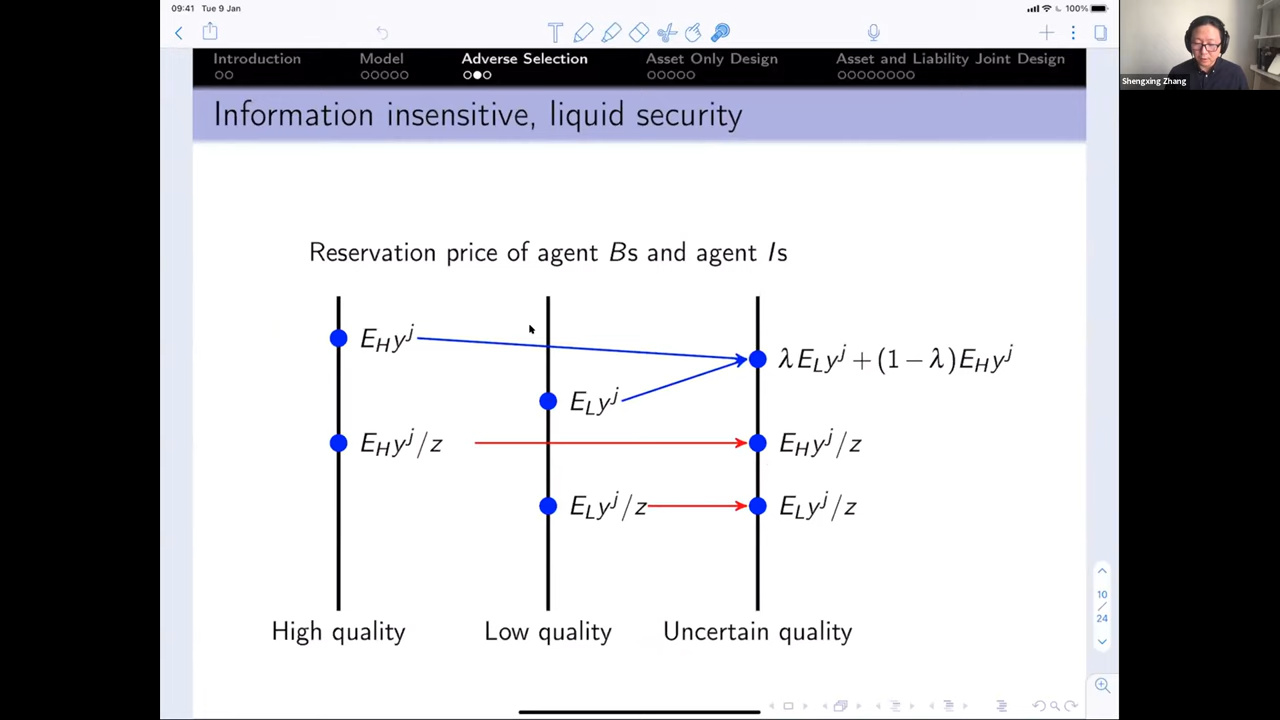 09:41 Tue 9 Jan
100%
Introduction
Model
Adverse Selection
Asset Only Design
Asset and Liability Joint Design
Information insensitive, liquid security
Reservation price of agent Bs and agent Is
E_H y^j
λE_L y^j + (1 − λ)E_H y^j
E_L y^j
E_H y^j/z
E_H y^j/z
E_L y^j/z
E_L y^j/z
High quality
Low quality
Uncertain quality
10
/
24
Shengxing Zhang